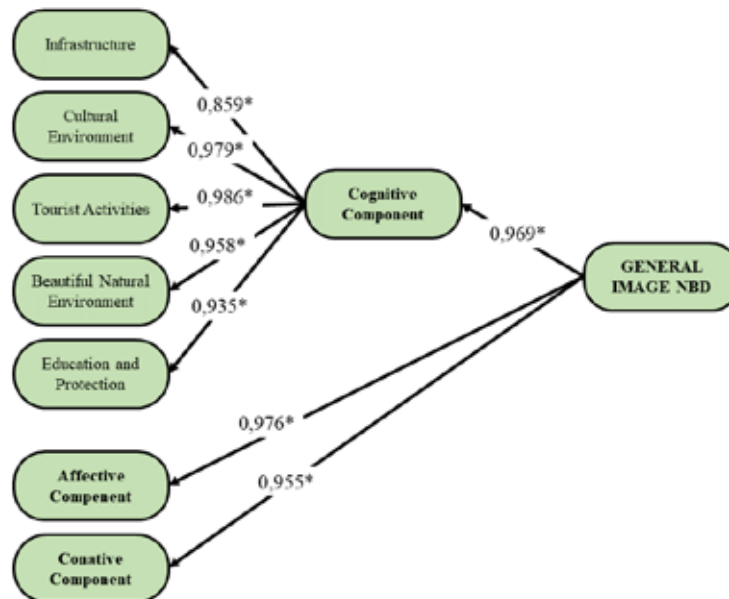 Infrastructure
0,859*
Cultural
Environment
0,979*
Tourist Activities
0,986*
Cognitive
Component
0,969*
Beautiful Natural
Environment
0,958*
GENERAL
IMAGE NBD
0,935*
Education and
Protection
0,976*
Affective
Compenent
0,955*
Conative
Component